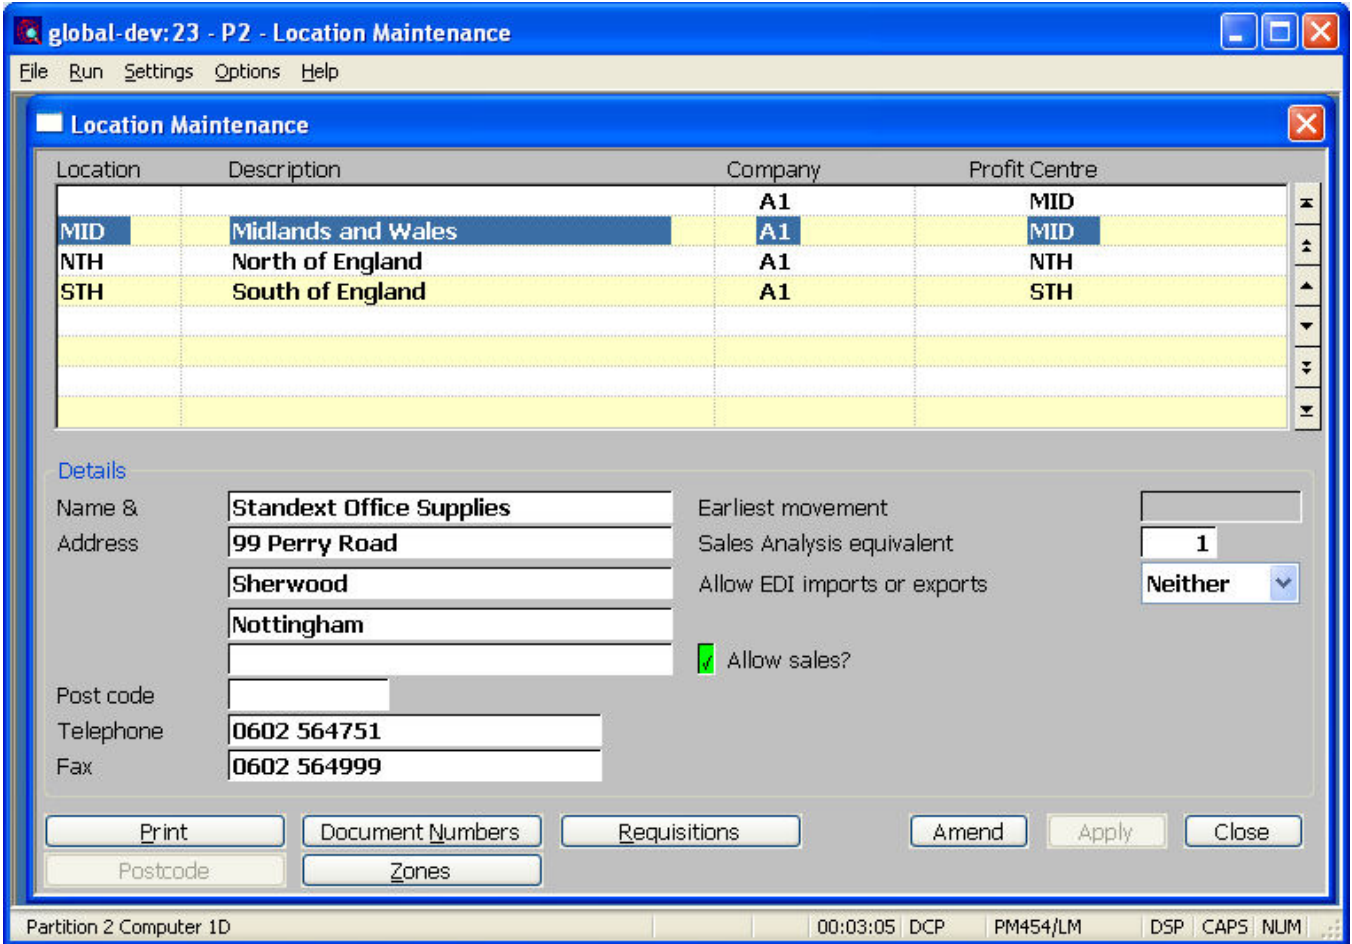 global-dev:23 - P2 - Location Maintenance
File Run Settings Options Help
Location Maintenance
Location Description Company Profit Centre
A1 MID
MID Midlands and Wales A1 MID
NTH North of England A1 NTH
STH South of England A1 STH
Details
Name & Standext Office Supplies Earliest movement
Address 99 Perry Road Sales Analysis equivalent 1
Sherwood Allow EDI imports or exports Neither
Nottingham
Allow sales?
Post code
Telephone 0602 564751
Fax 0602 564999
Print Document Numbers Requisitions Amend Apply Close
Postcode Zones
Partition 2 Computer 1D 00:03:05 DCP PM454/LM DSP CAPS NUM